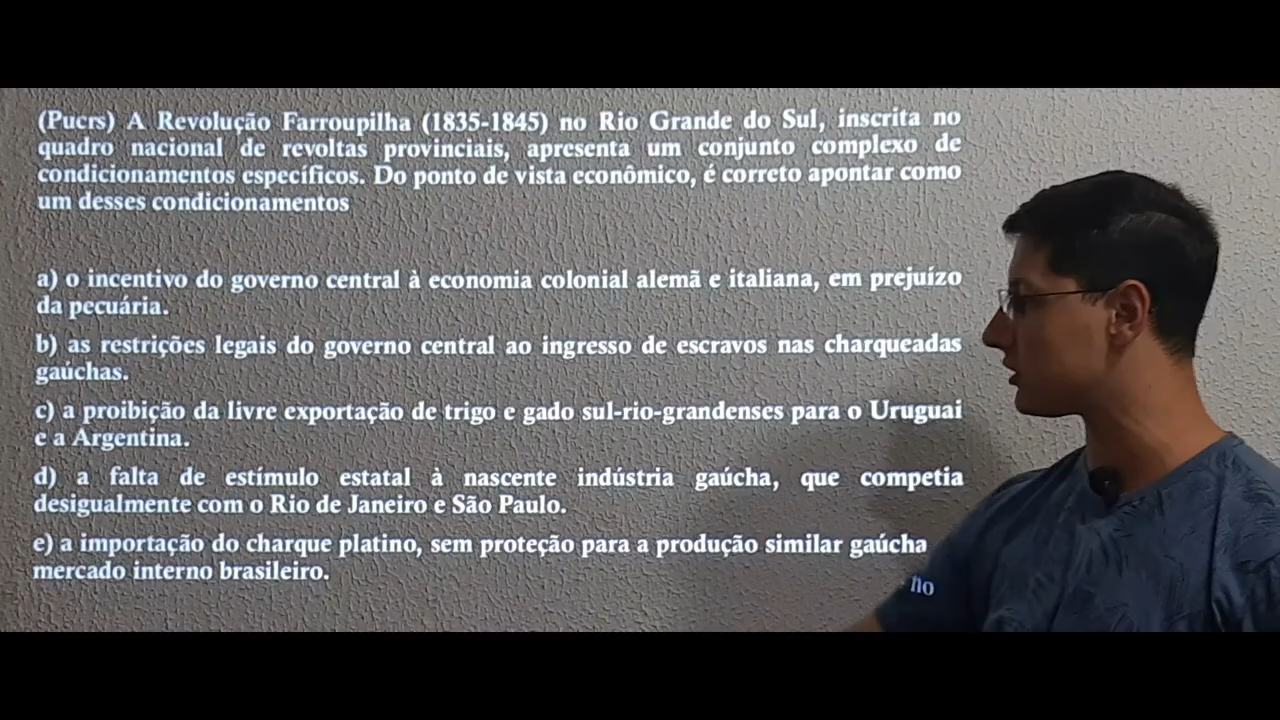 (Pucrs) A Revolução Farroupilha (1835-1845) no Rio Grande do Sul, inscrita no
quadro nacional de revoltas provinciais, apresenta um conjunto complexo de
condicionamentos específicos. Do ponto de vista econômico, é correto apontar como
um desses condicionamentos
a) o incentivo do governo central à economia colonial alemã e italiana, em prejuízo
da pecuária.
b) as restrições legais do governo central ao ingresso de escravos nas charqueadas
gaúchas.
c) a proibição da livre exportação de trigo e gado sul-rio-grandenses para o Uruguai
e a Argentina.
d) a falta de estímulo estatal à nascente indústria gaúcha, que competia
desigualmente com o Rio de Janeiro e São Paulo.
e) a importação do charque platino, sem proteção para a produção similar gaúcha no
mercado interno brasileiro.